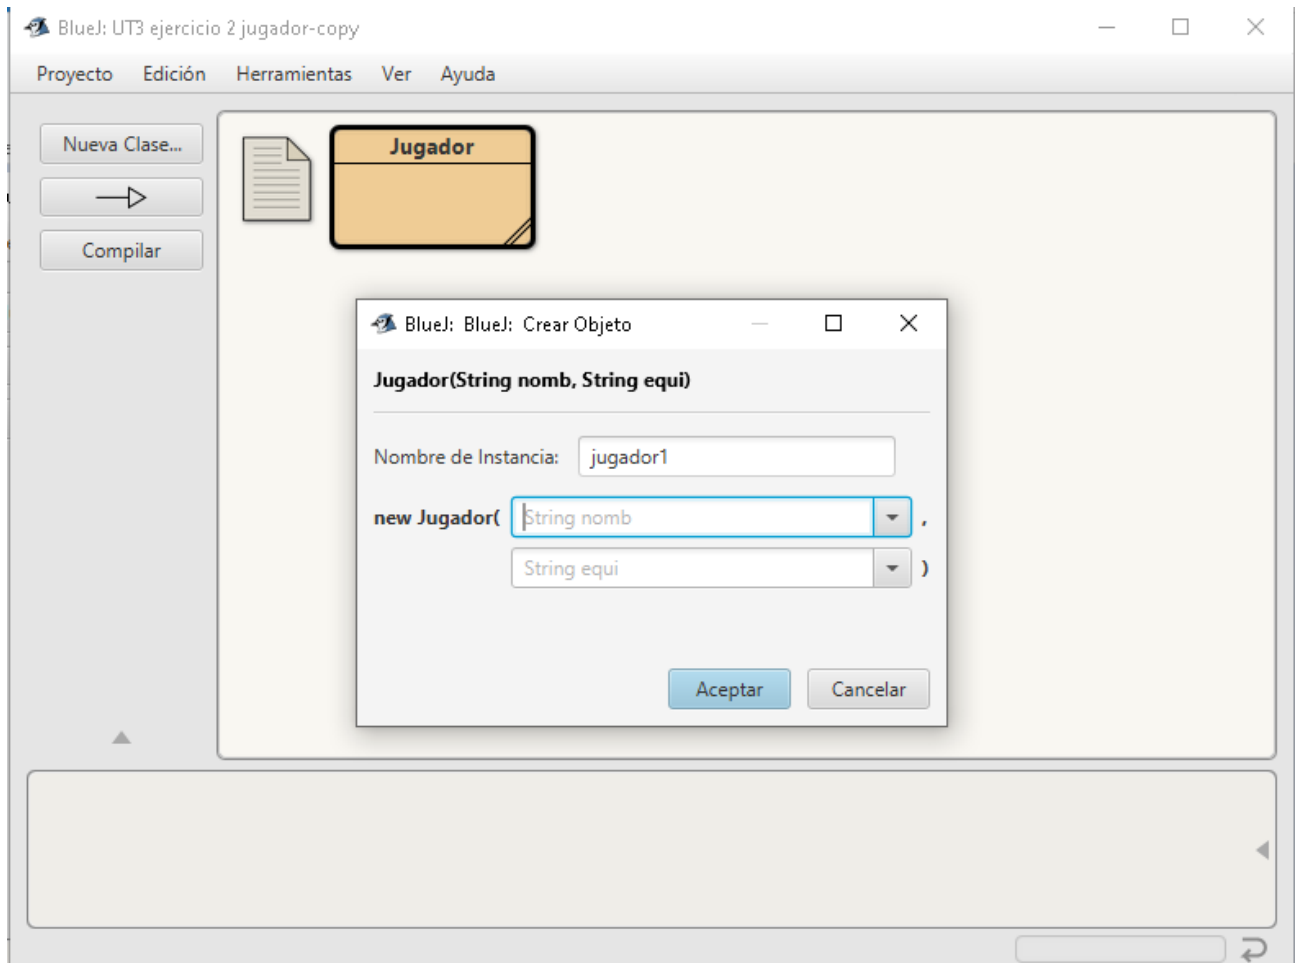 BlueJ: UT3 ejercicio 2 jugador-copy
Proyecto Edición Herramientas Ver Ayuda
Nueva Clase...
Compilar
Jugador
BlueJ: BlueJ: Crear Objeto
Jugador(String nomb, String equi)
Nombre de Instancia: jugador1
new Jugador( String nomb ,
String equi )
Aceptar Cancelar